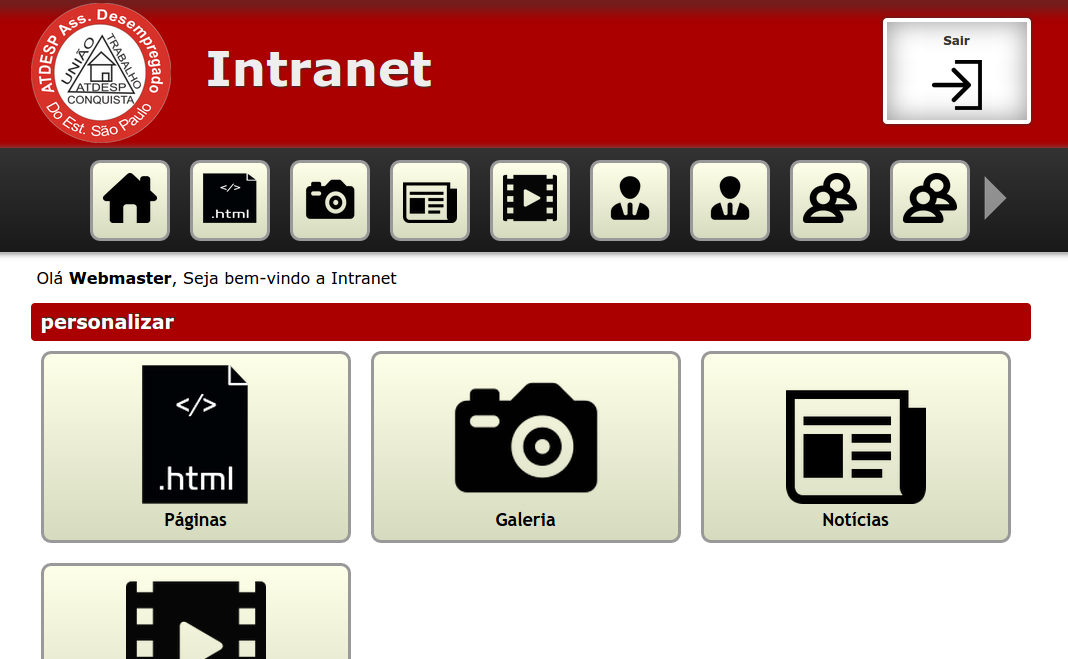 ATDESP Ass. Desempregado
Do Est. São Paulo
UNIÃO
TRABALHO
ATDESP
CONQUISTA
Intranet
Sair
</>
.html
Olá Webmaster, Seja bem-vindo a Intranet
personalizar
</>
.html
Páginas
Galeria
Notícias